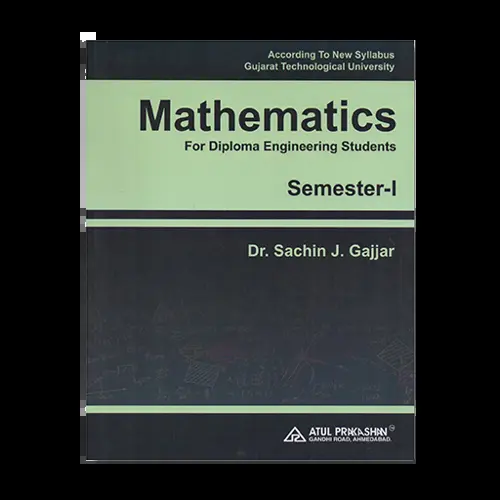 According To New Syllabus
Gujarat Technological University
Mathematics
For Diploma Engineering Students
Semester-I
Dr. Sachin J. Gajjar
ATUL PRAKASHAN
GANDHI ROAD, AHMEDABAD.